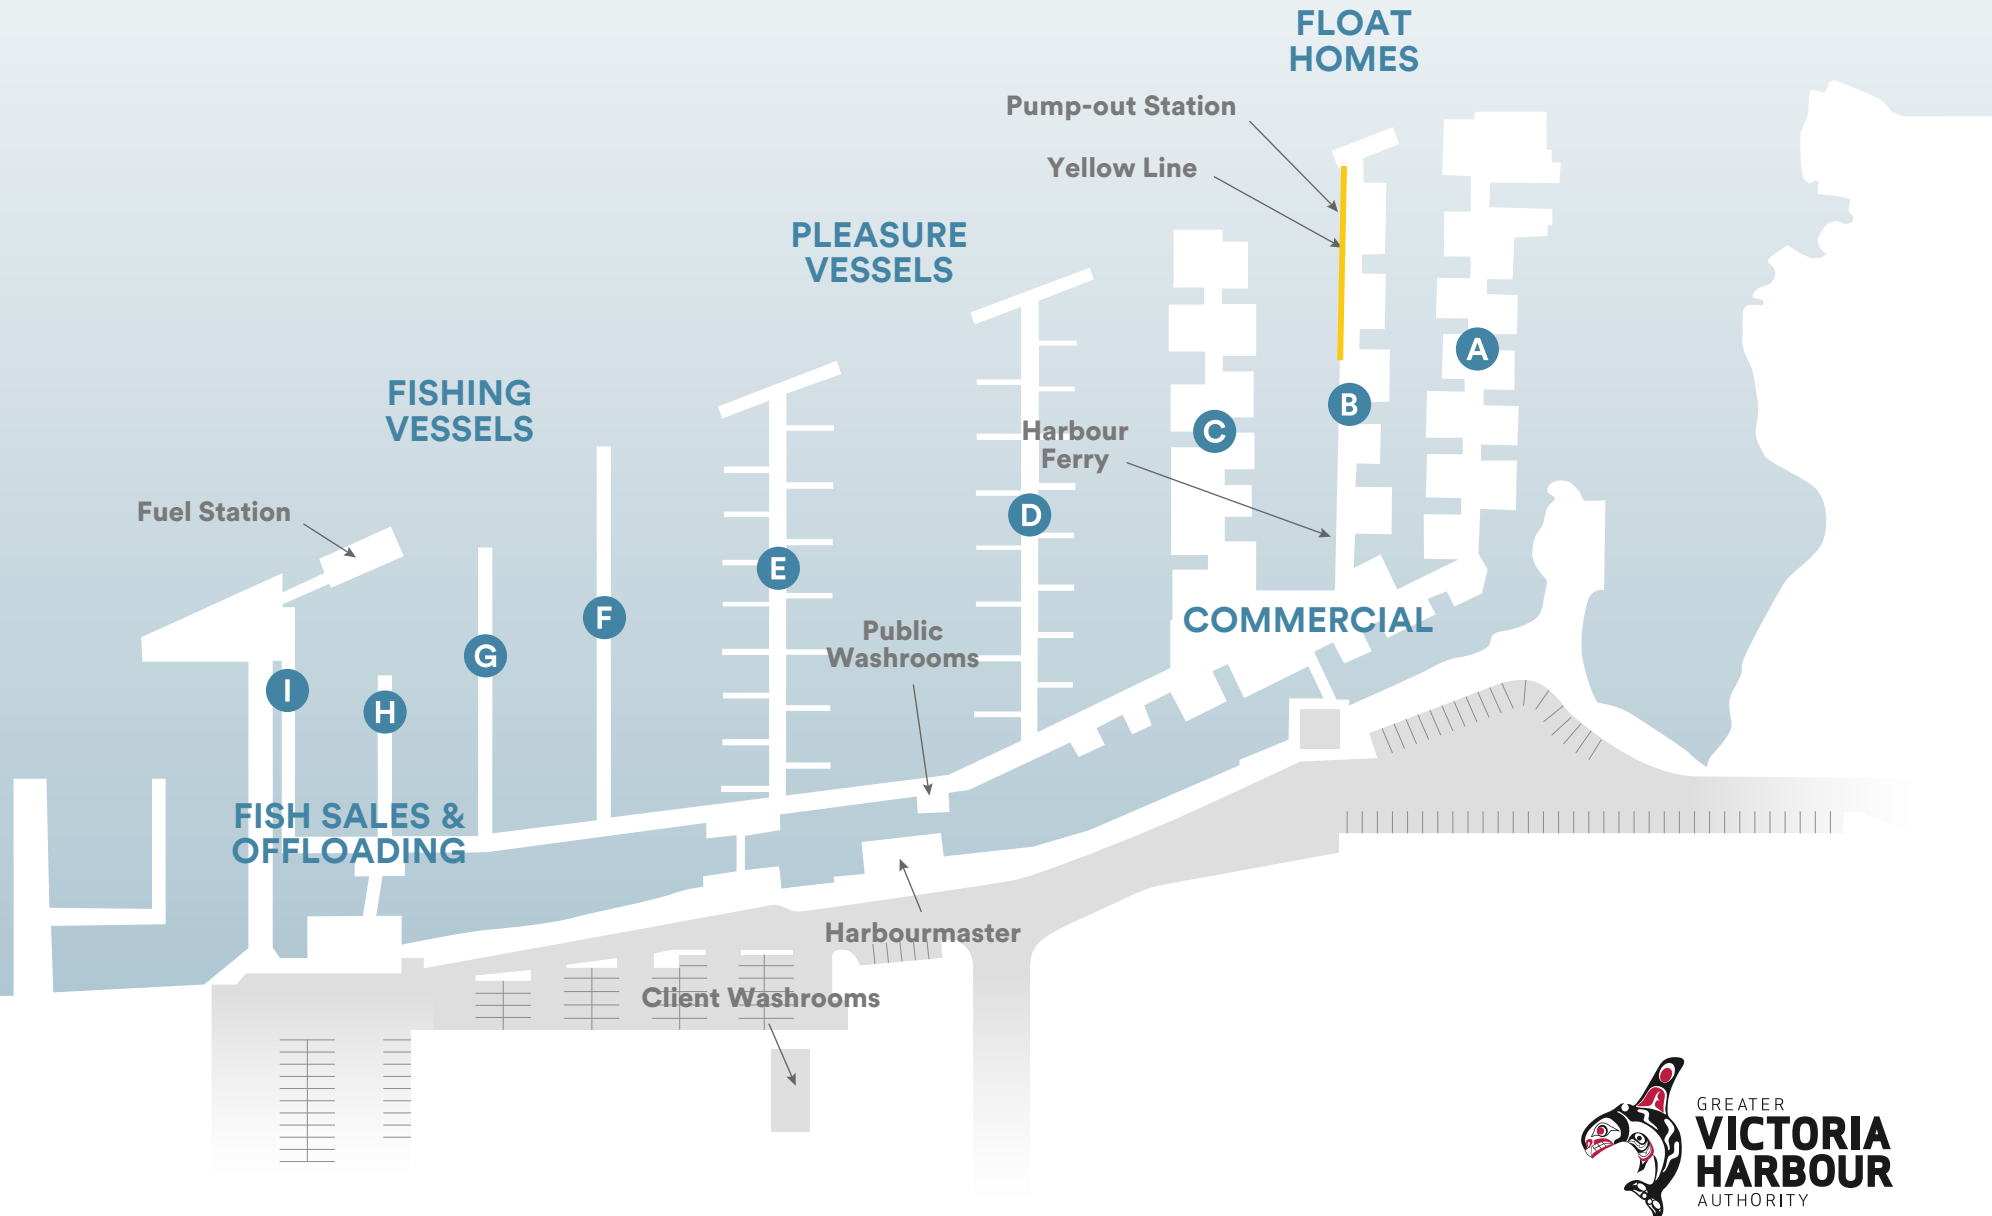 FLOAT
HOMES
Pump-out Station
Yellow Line
PLEASURE
VESSELS
A
FISHING
VESSELS
B
C
Harbour
Ferry
Fuel Station
D
E
F
COMMERCIAL
Public
Washrooms
G
I
H
FISH SALES &
OFFLOADING
Harbourmaster
Client Washrooms
GREATER
VICTORIA
HARBOUR
AUTHORITY